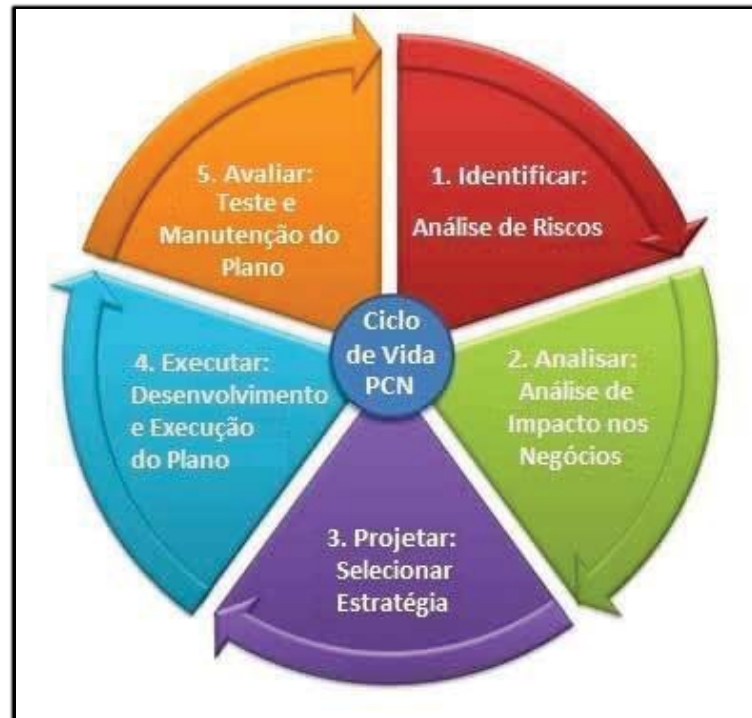 Ciclo
de Vida
PCN
1. Identificar:
Análise de Riscos
2. Analisar:
Análise de
Impacto nos
Negócios
3. Projetar:
Selecionar
Estratégia
4. Executar:
Desenvolvimento
e Execução
do Plano
5. Avaliar:
Teste e
Manutenção do
Plano